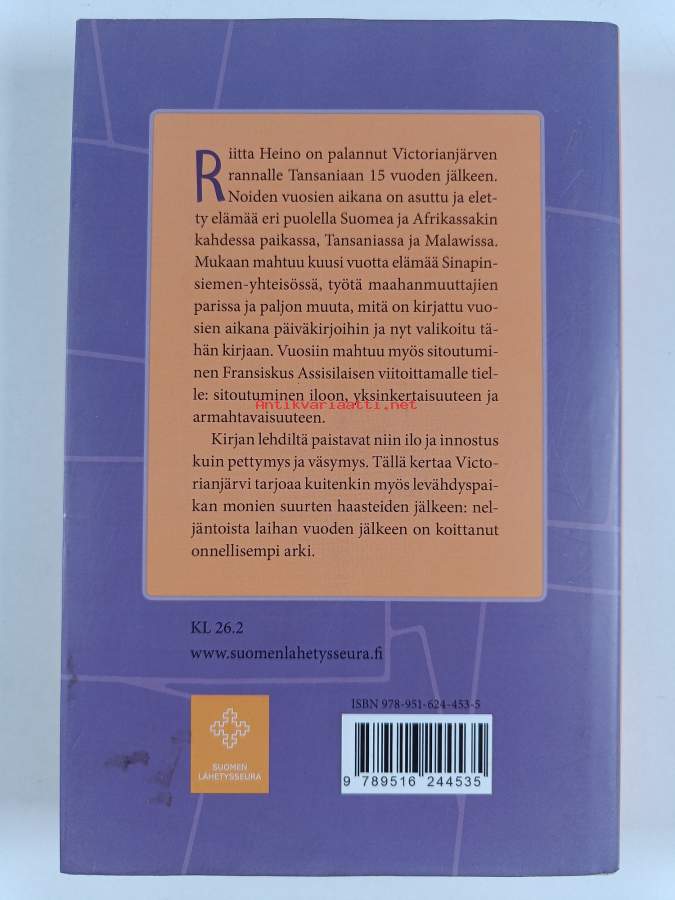 Riitta Heino on palannut Victorianjärven
rannalle Tansaniaan 15 vuoden jälkeen.
Noiden vuosien aikana on asuttu ja elet-
ty elämää eri puolella Suomea ja Afrikassakin
kahdessa paikassa, Tansaniassa ja Malawissa.
Mukaan mahtuu kuusi vuotta elämää Sinapin-
siemen-yhteisössä, työtä maahanmuuttajien
parissa ja paljon muuta, mitä on kirjattu vuo-
sien aikana päiväkirjoihin ja nyt valikoitu tä-
hän kirjaan. Vuosiin mahtuu myös sitoutumi-
nen Fransiskus Assisilaisen viitoittamalle tiel-
le: sitoutuminen iloon, yksinkertaisuuteen ja
Antikvariaatti.net
armahtavaisuuteen.
Kirjan lehdiltä paistavat niin ilo ja innostus
kuin pettymys ja väsymys. Tällä kertaa Victo-
rianjärvi tarjoaa kuitenkin myös levähdyspai-
kan monien suurten haasteiden jälkeen: nel-
jäntoista laihan vuoden jälkeen on koittanut
onnellisempi arki.
KL 26.2
www.suomenlahetysseura.fi
SUOMEN
LÄHETYSSEURA
ISBN 978-951-624-453-5
9 789516 244535